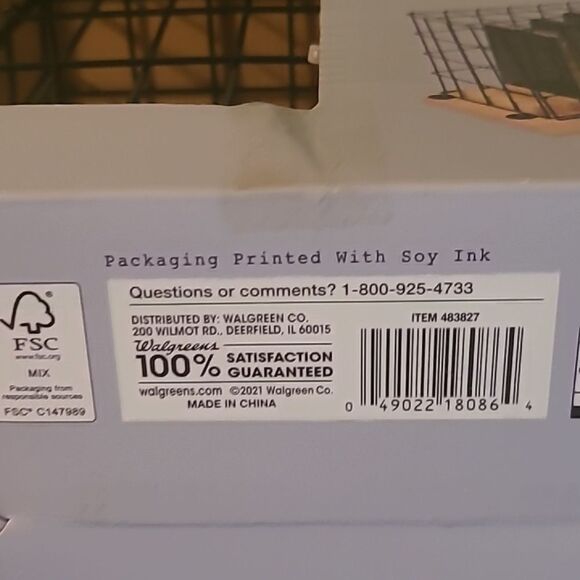 Packaging Printed With Soy Ink
FSC
www.fsc.org
MIX
Packaging from
responsible sources
FSC® C147989
Questions or comments? 1-800-925-4733
DISTRIBUTED BY: WALGREEN CO.
200 WILMOT RD., DEERFIELD, IL 60015
Walgreens
100% SATISFACTION
GUARANTEED
walgreens.com ©2021 Walgreen Co.
MADE IN CHINA
ITEM 483827
0 49022 18086 4